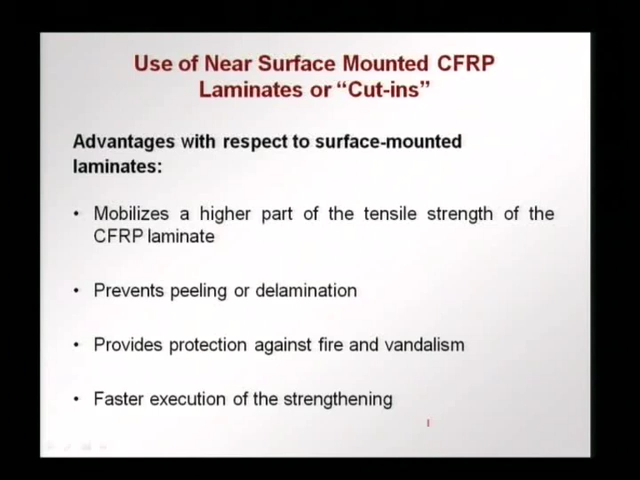 Use of Near Surface Mounted CFRP
Laminates or “Cut-ins”
Advantages with respect to surface-mounted
laminates:
• Mobilizes a higher part of the tensile strength of the
CFRP laminate
• Prevents peeling or delamination
• Provides protection against fire and vandalism
• Faster execution of the strengthening